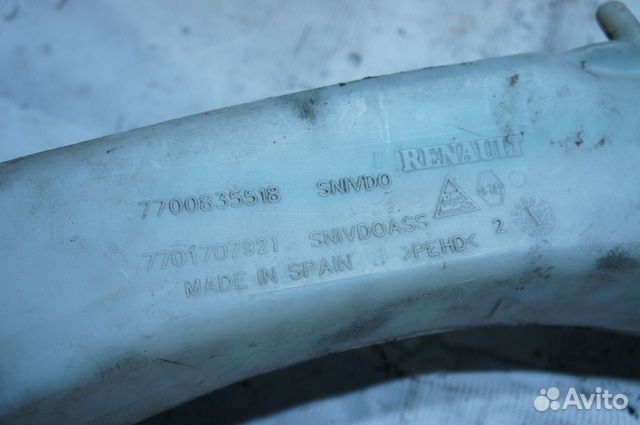 RENAULT
7700835518 SNIVDO
7701707921 SNIVDOASS
MADE IN SPAIN >PEHD< 2
Avito